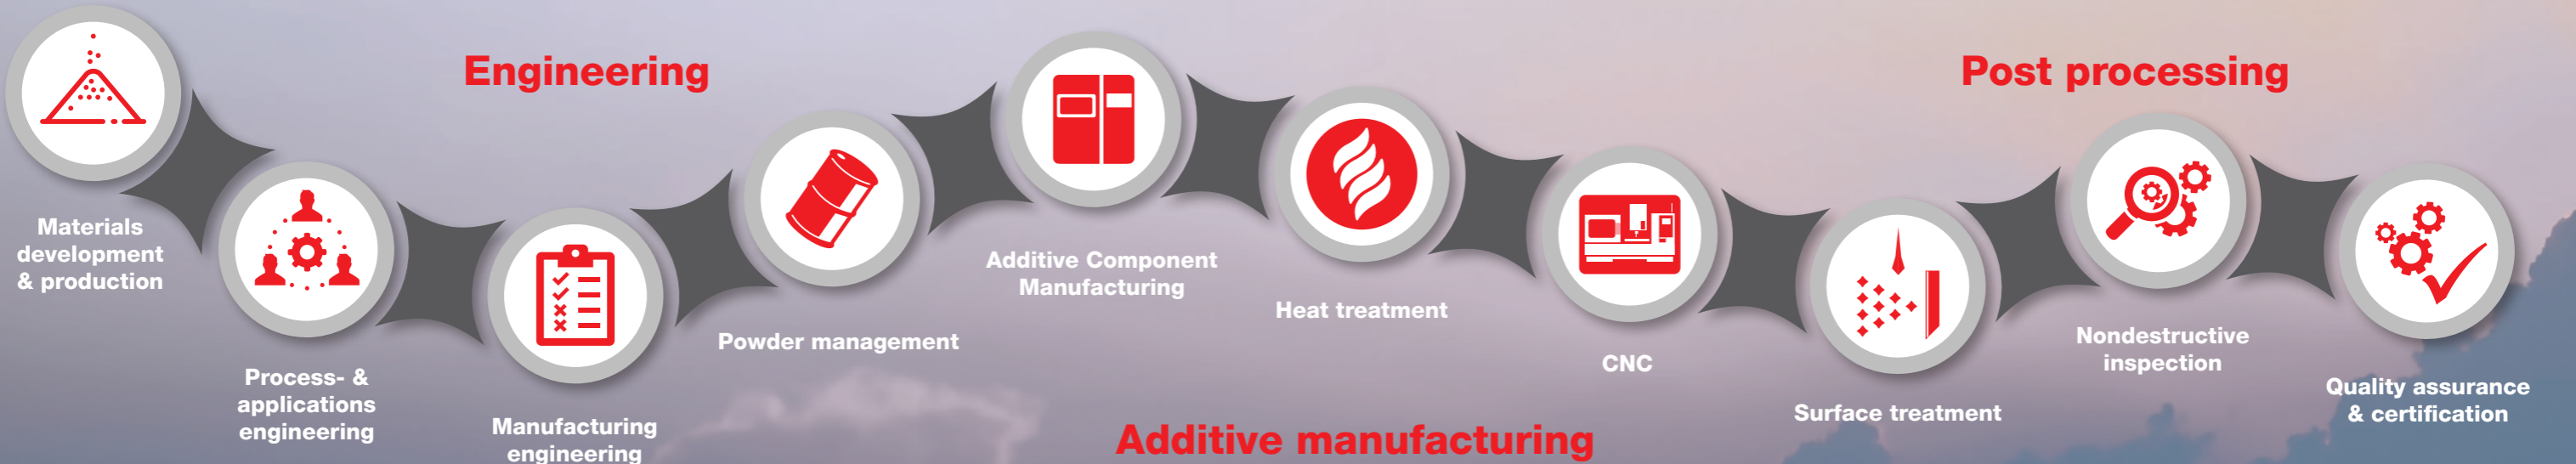 Engineering
Post processing
Materials
development
& production
Process- &
applications
engineering
Manufacturing
engineering
Powder management
Additive Component
Manufacturing
Heat treatment
CNC
Surface treatment
Nondestructive
inspection
Quality assurance
& certification
Additive manufacturing